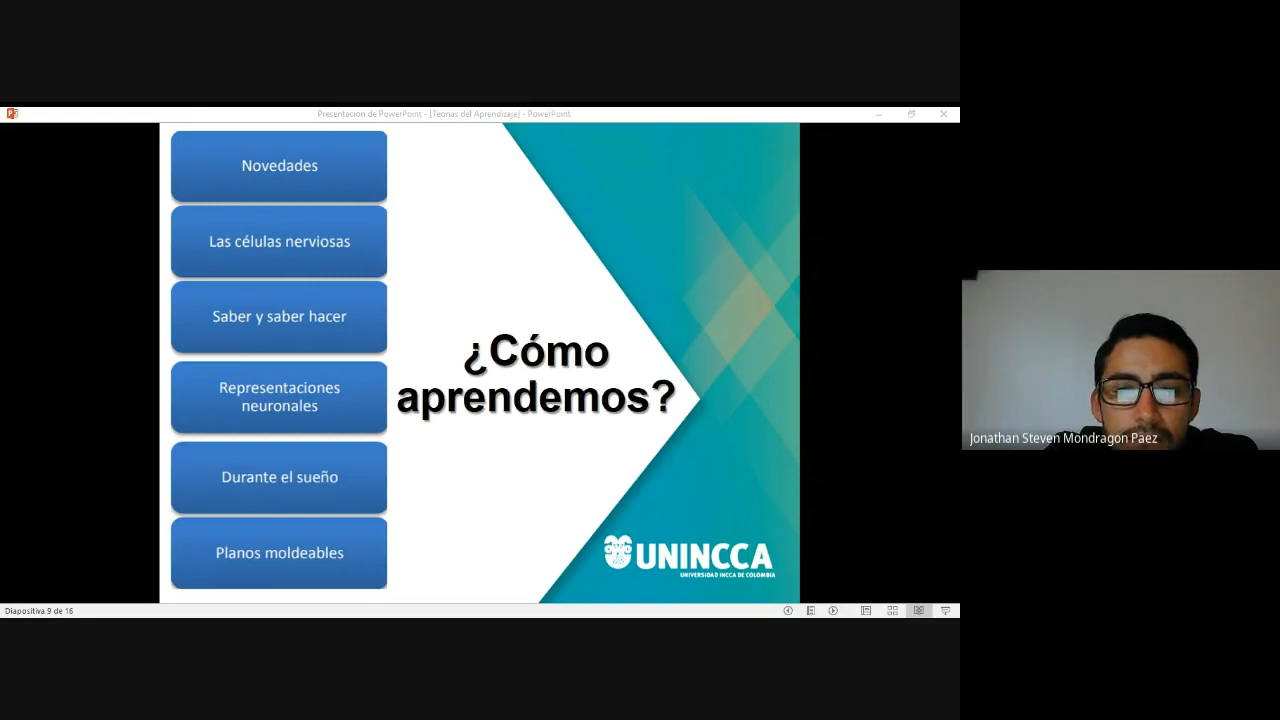 Presentación de PowerPoint - [Teorías del Aprendizaje] - PowerPoint
Novedades
Las células nerviosas
Saber y saber hacer
Representaciones
neuronales
Durante el sueño
Planos moldeables
¿Cómo
aprendemos?
UNINCCA
UNIVERSIDAD INCCA DE COLOMBIA
Diapositiva 9 de 16
Jonathan Steven Mondragon Paez